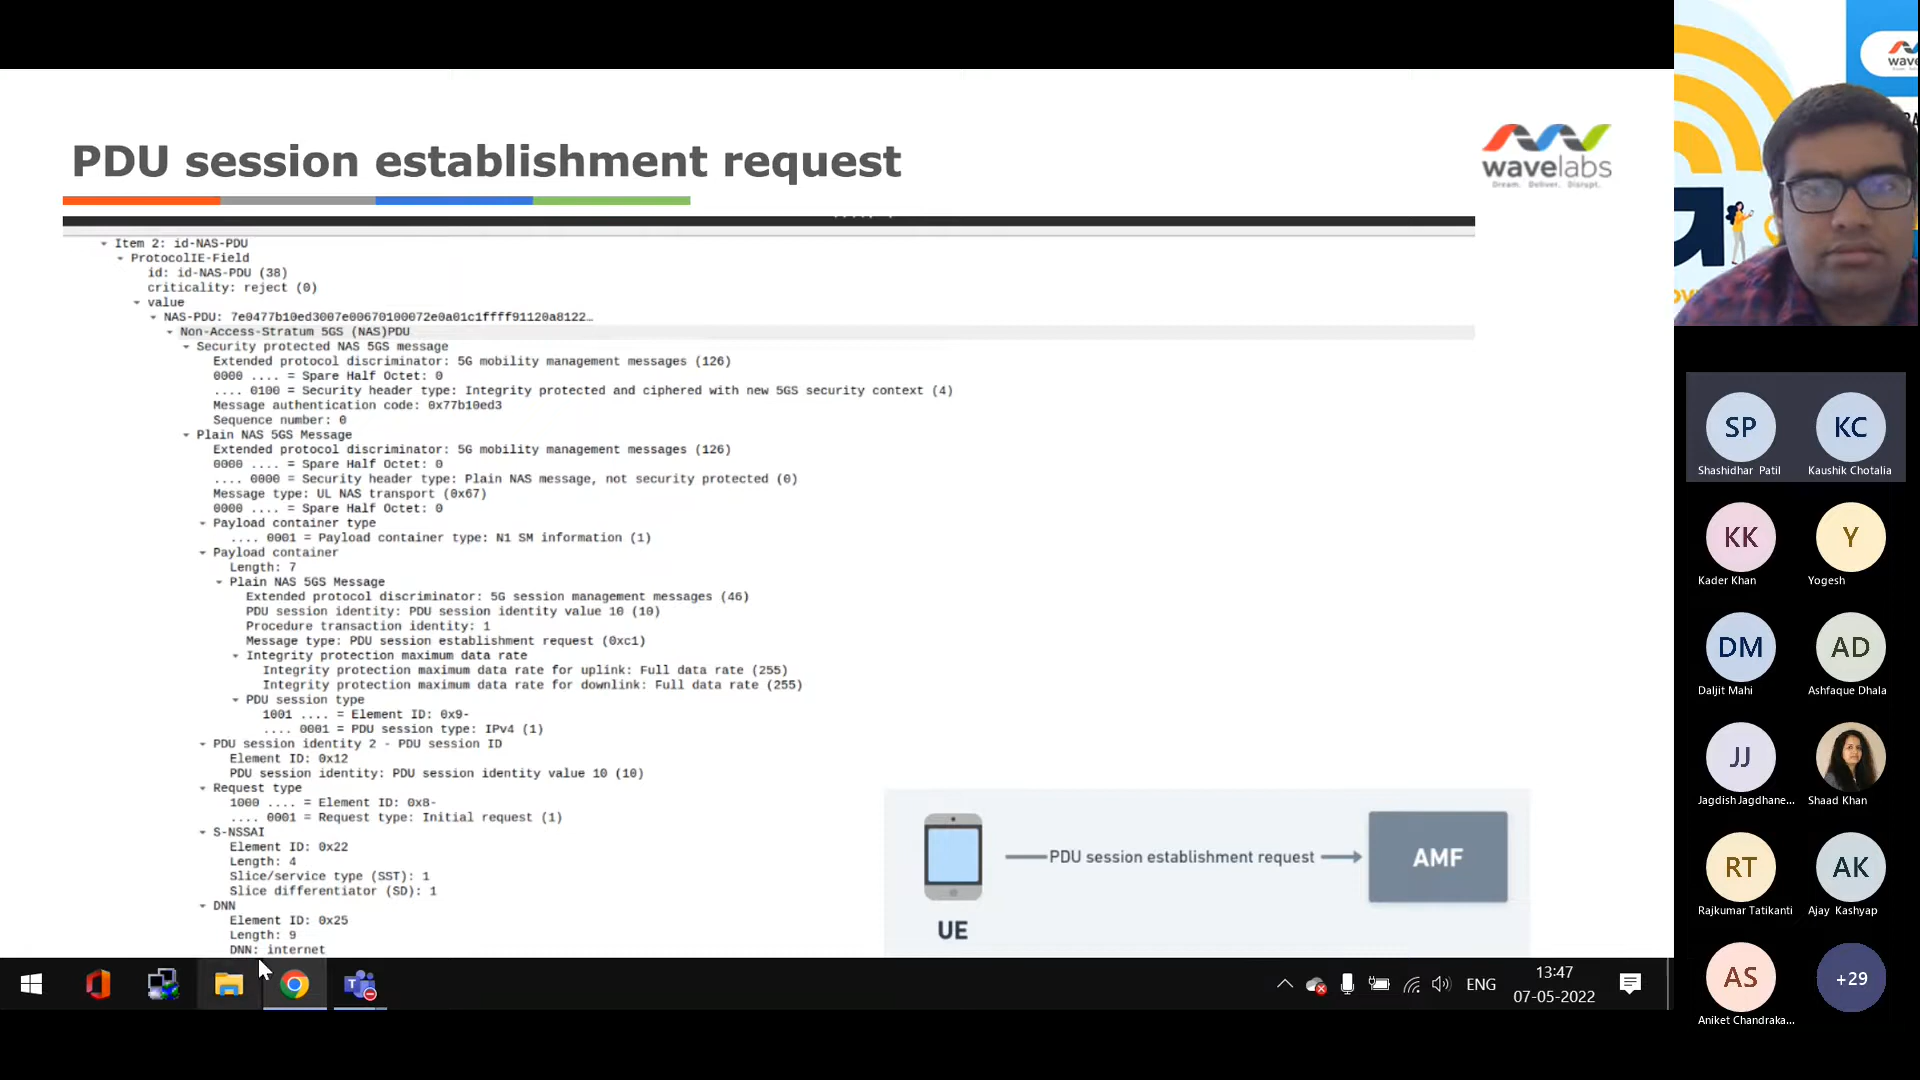 PDU session establishment request
wavelabs
Dream. Deliver. Disrupt.
Item 2: id-NAS-PDU
ProtocolIE-Field
id: id-NAS-PDU (38)
criticality: reject (0)
value
NAS-PDU: 7e0477b10ed3007e00670100072e0a01c1ffff91120a8122…
Non-Access-Stratum 5GS (NAS)PDU
Security protected NAS 5GS message
Extended protocol discriminator: 5G mobility management messages (126)
0000 .... = Spare Half Octet: 0
.... 0100 = Security header type: Integrity protected and ciphered with new 5GS security context (4)
Message authentication code: 0x77b10ed3
Sequence number: 0
Plain NAS 5GS Message
Extended protocol discriminator: 5G mobility management messages (126)
0000 .... = Spare Half Octet: 0
.... 0000 = Security header type: Plain NAS message, not security protected (0)
Message type: UL NAS transport (0x67)
0000 .... = Spare Half Octet: 0
Payload container type
.... 0001 = Payload container type: N1 SM information (1)
Payload container
Length: 7
Plain NAS 5GS Message
Extended protocol discriminator: 5G session management messages (46)
PDU session identity: PDU session identity value 10 (10)
Procedure transaction identity: 1
Message type: PDU session establishment request (0xc1)
Integrity protection maximum data rate
Integrity protection maximum data rate for uplink: Full data rate (255)
Integrity protection maximum data rate for downlink: Full data rate (255)
PDU session type
1001 .... = Element ID: 0x9-
.... 0001 = PDU session type: IPv4 (1)
PDU session identity 2 - PDU session ID
Element ID: 0x12
PDU session identity: PDU session identity value 10 (10)
Request type
1000 .... = Element ID: 0x8-
.... 0001 = Request type: Initial request (1)
S-NSSAI
Element ID: 0x22
Length: 4
Slice/service type (SST): 1
Slice differentiator (SD): 1
DNN
Element ID: 0x25
Length: 9
DNN: internet
PDU session establishment request
AMF
UE
ENG
13:47
07-05-2022
wave
SP
KC
Shashidhar Patil
Kaushik Chotalia
KK
Y
Kader Khan
Yogesh
DM
AD
Daljit Mahi
Ashfaque Dhala
JJ
Jagdish Jagdhane...
Shaad Khan
RT
AK
Rajkumar Tatikanti
Ajay Kashyap
AS
+29
Aniket Chandraka...